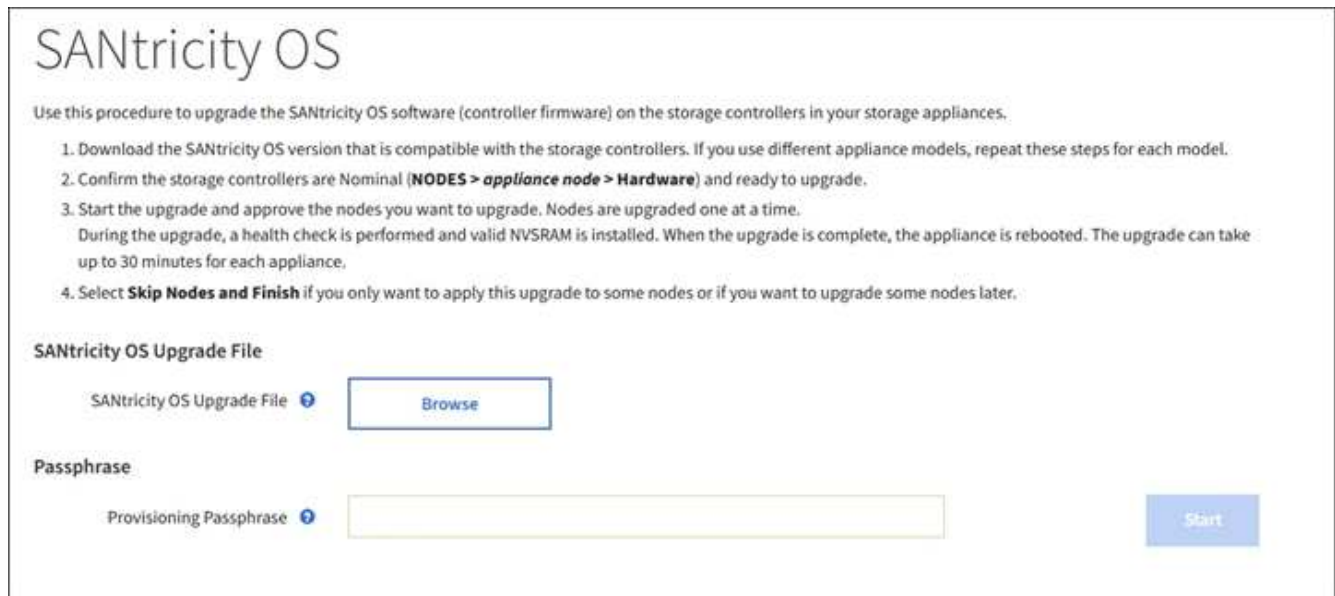 SANtricity OS
Use this procedure to upgrade the SANtricity OS software (controller firmware) on the storage controllers in your storage appliances.
1. Download the SANtricity OS version that is compatible with the storage controllers. If you use different appliance models, repeat these steps for each model.
2. Confirm the storage controllers are Nominal (NODES > appliance node > Hardware) and ready to upgrade.
3. Start the upgrade and approve the nodes you want to upgrade. Nodes are upgraded one at a time.
During the upgrade, a health check is performed and valid NVSRAM is installed. When the upgrade is complete, the appliance is rebooted. The upgrade can take
up to 30 minutes for each appliance.
4. Select Skip Nodes and Finish if you only want to apply this upgrade to some nodes or if you want to upgrade some nodes later.
SANtricity OS Upgrade File
SANtricity OS Upgrade File ? Browse
Passphrase
Provisioning Passphrase ? Start